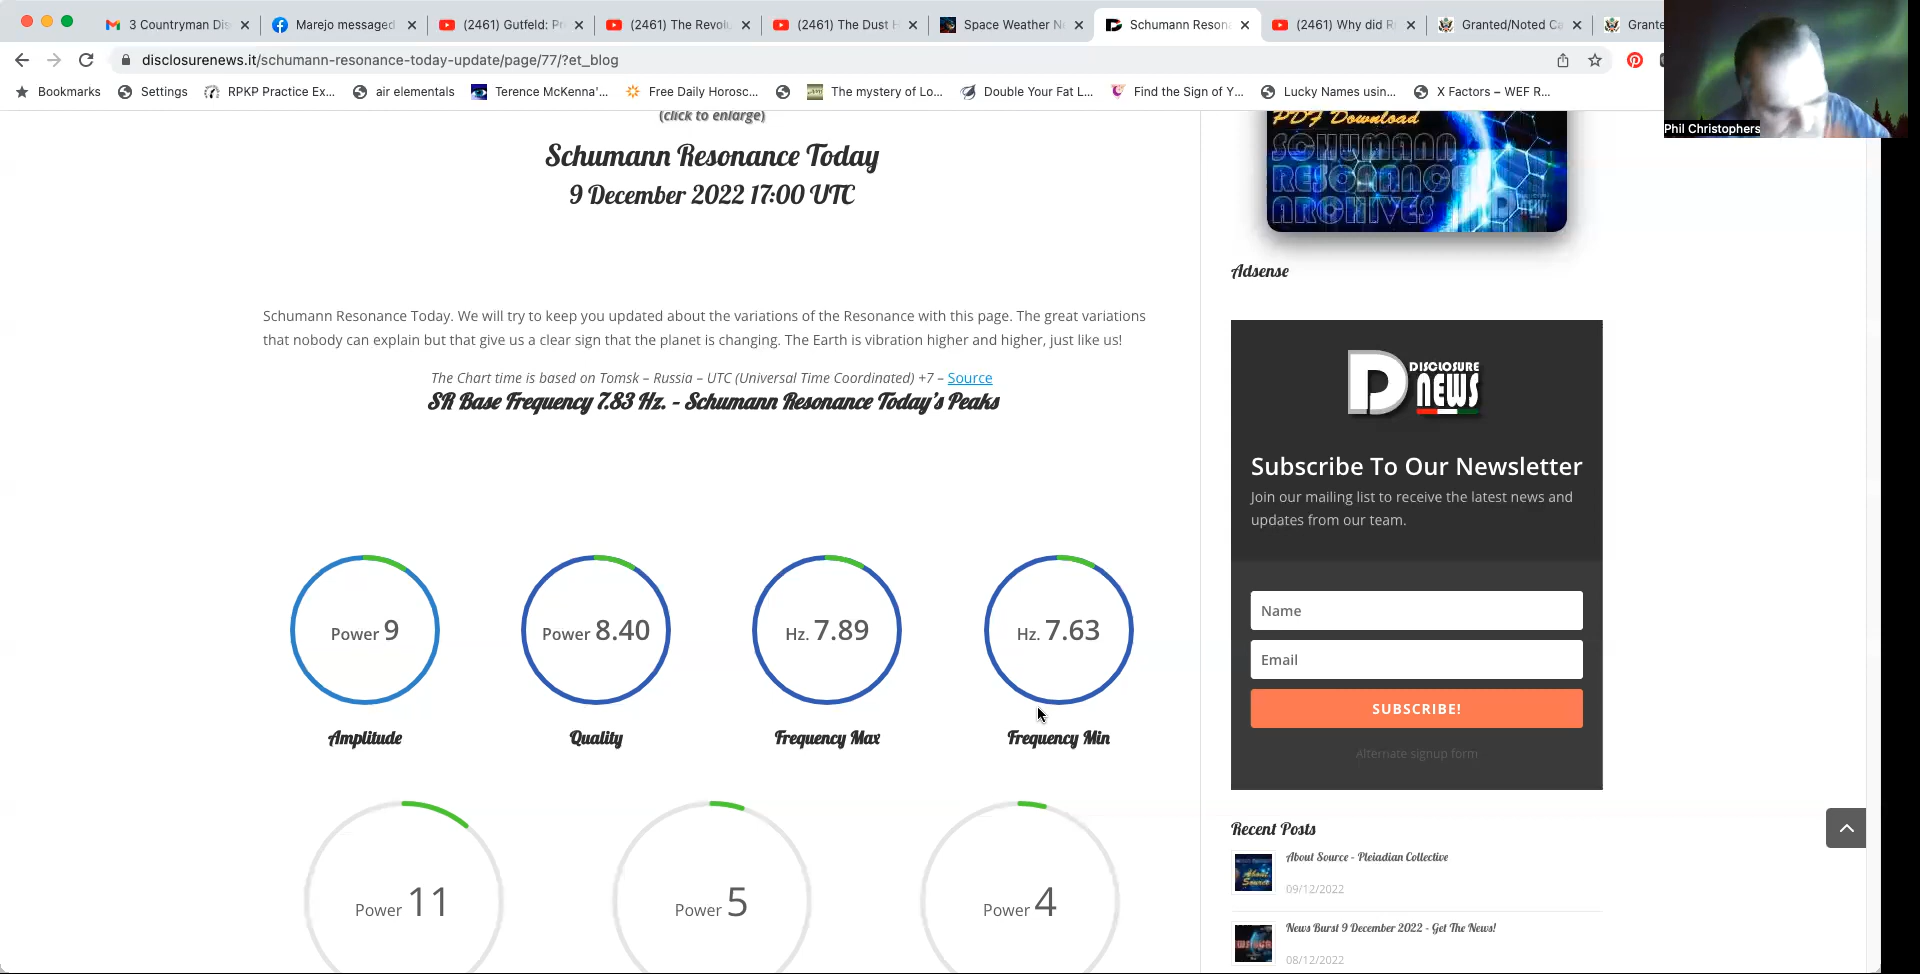 3 Countryman Dis
Marejo messaged
(2461) Gutfeld: Pr
(2461) The Revolu
(2461) The Dust H
Space Weather N
Schumann Reson
(2461) Why did R
Granted/Noted Ca
Grante
disclosurenews.it/schumann-resonance-today-update/page/77/?et_blog
Bookmarks
Settings
RPKP Practice Ex...
air elementals
Terence McKenna'...
Free Daily Horosc...
The mystery of Lo...
Double Your Fat L...
Find the Sign of Y...
Lucky Names usin...
X Factors – WEF R...
Phil Christophers
(click to enlarge)
Schumann Resonance Today
9 December 2022 17:00 UTC
Schumann Resonance Today. We will try to keep you updated about the variations of the Resonance with this page. The great variations
that nobody can explain but that give us a clear sign that the planet is changing. The Earth is vibration higher and higher, just like us!
The Chart time is based on Tomsk – Russia – UTC (Universal Time Coordinated) +7 – Source
SR Base Frequency 7.83 Hz. - Schumann Resonance Today's Peaks
Power 9
Power 8.40
Hz. 7.89
Hz. 7.63
Amplitude
Quality
Frequency Max
Frequency Min
Power 11
Power 5
Power 4
PDF Download
SCHUMANN
RESONANCE
ARCHIVES
Adsense
DISCLOSURE
NEWS
Subscribe To Our Newsletter
Join our mailing list to receive the latest news and
updates from our team.
Name
Email
SUBSCRIBE!
Alternate signup form
Recent Posts
About Source - Pleiadian Collective
09/12/2022
News Burst 9 December 2022 - Get The News!
08/12/2022